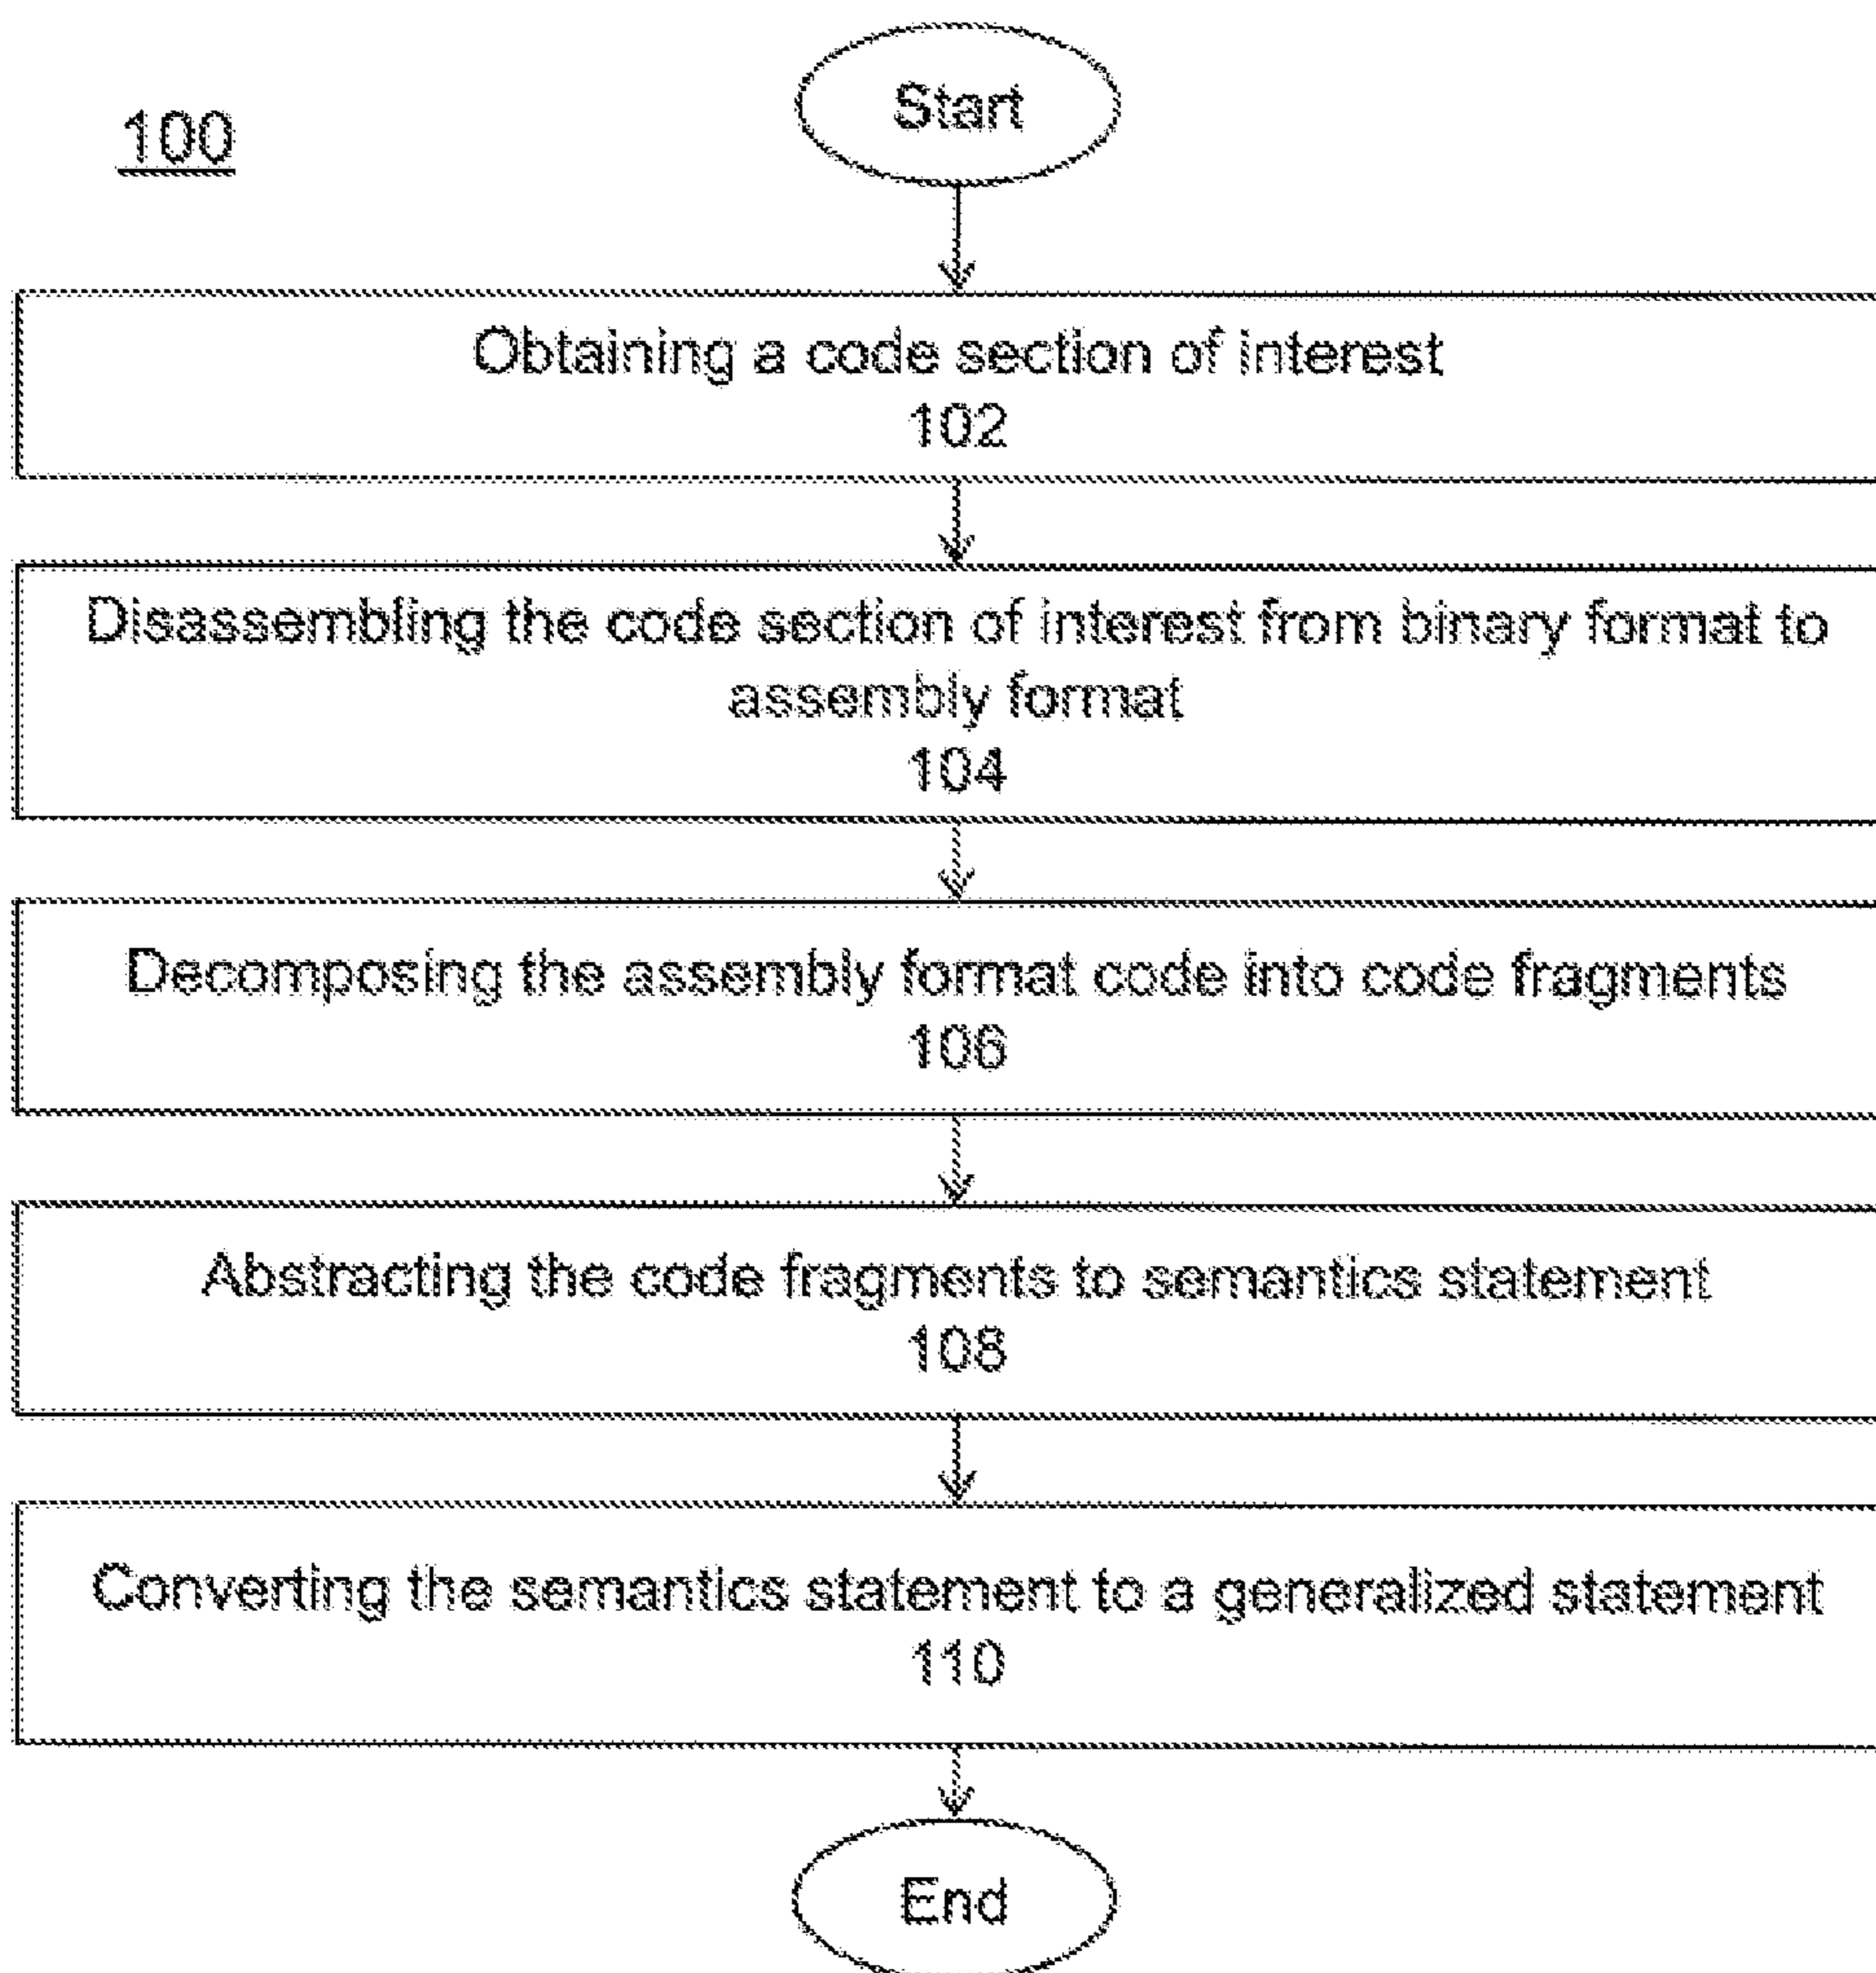 100
Start
Obtaining a code section of interest
102
Disassembling the code section of interest from binary format to
assembly format
104
Decomposing the assembly format code into code fragments
106
Abstracting the code fragments to semantics statement
108
Converting the semantics statement to a generalized statement
110
End